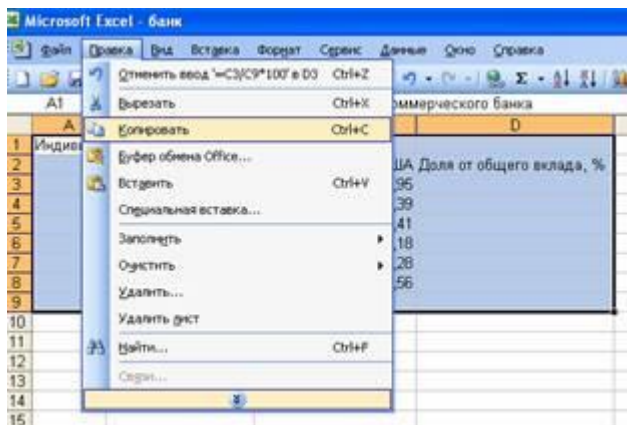 Microsoft Excel - банк
Файл Правка Вид Вставка Формат Сервис Данные Окно Справка
Отменить ввод '=C3/C9*100' в D3 Ctrl+Z
A1
Вырезать Ctrl+X
оммерческого банка
A D
Копировать Ctrl+C
1 Индиви
Буфер обмена Office...
2 ША Доля от общего вклада, %
Вставить Ctrl+V
3 ,95
4 ,39
Специальная вставка...
5 ,41
6 ,18
Заполнить
7 ,28
Очистить
8 ,56
Удалить...
9
Удалить лист
10
11
Найти... Ctrl+F
12
13
Связи...
14
15